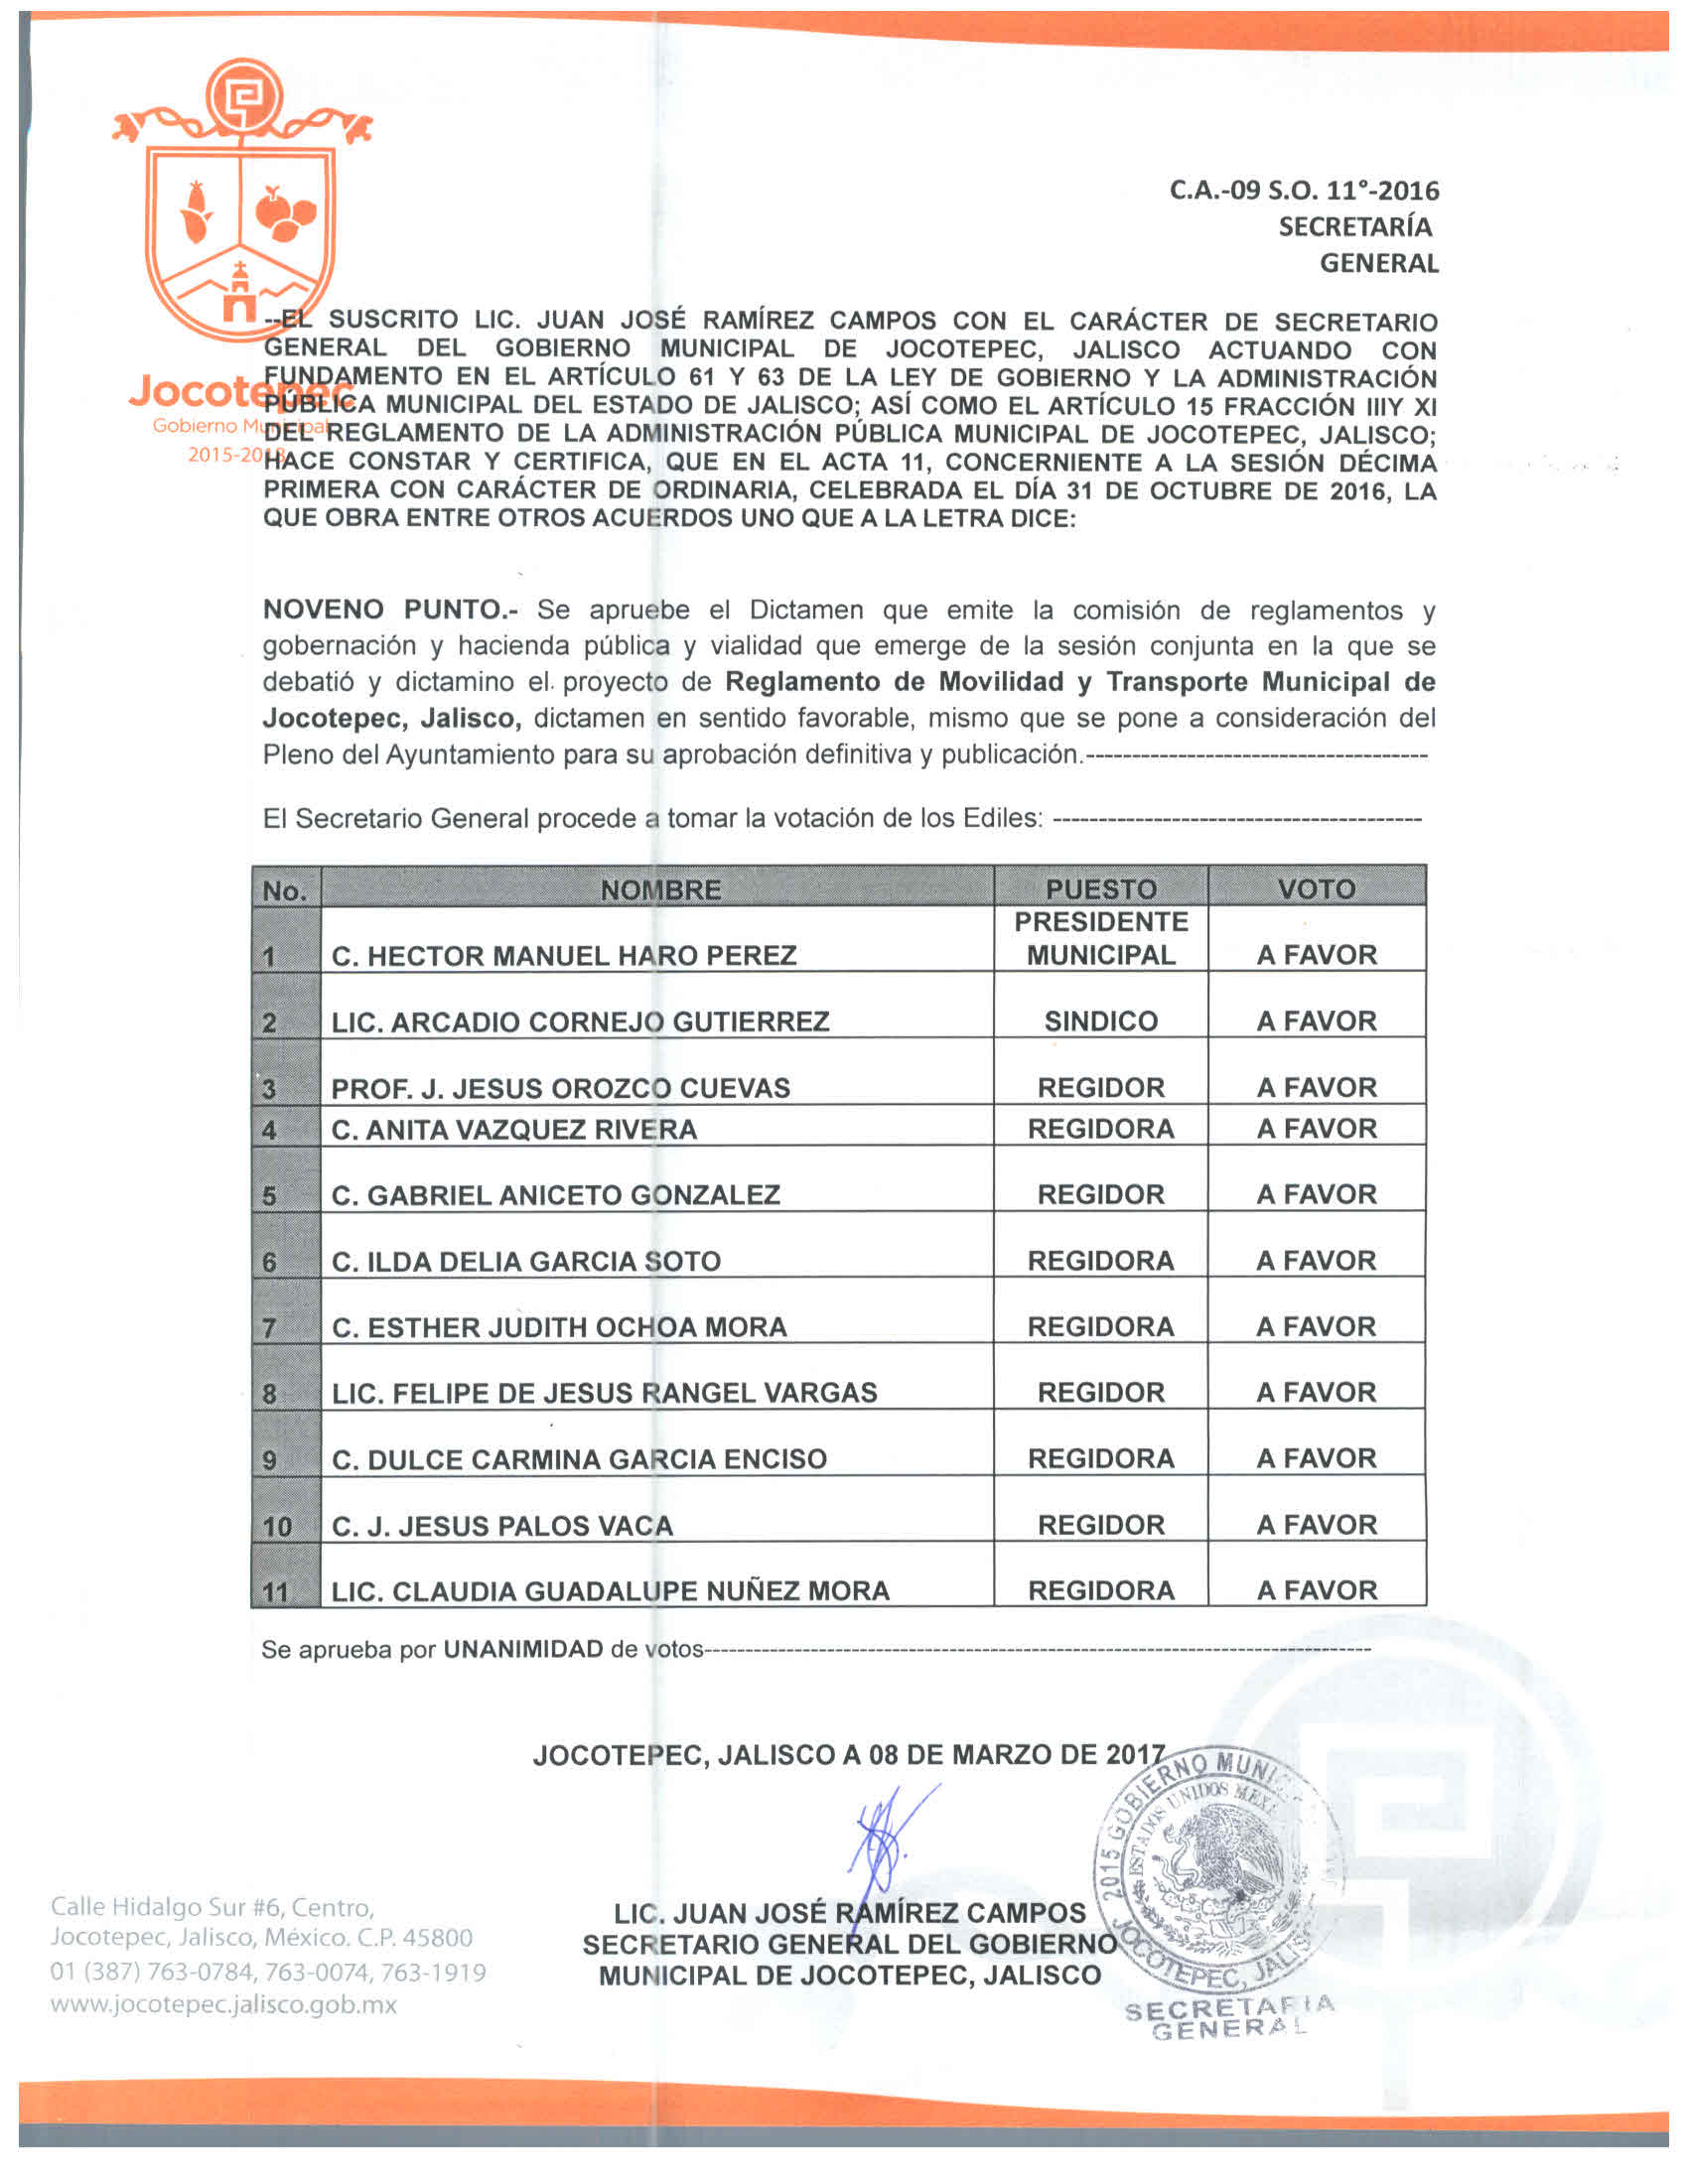 C.A.-09 S.O. 11°-2016
SECRETARÍA
GENERAL
Jocotepec
Gobierno Municipal
2015-2018
--EL SUSCRITO LIC. JUAN JOSÉ RAMÍREZ CAMPOS CON EL CARÁCTER DE SECRETARIO
GENERAL DEL GOBIERNO MUNICIPAL DE JOCOTEPEC, JALISCO ACTUANDO CON
FUNDAMENTO EN EL ARTÍCULO 61 Y 63 DE LA LEY DE GOBIERNO Y LA ADMINISTRACIÓN
PÚBLICA MUNICIPAL DEL ESTADO DE JALISCO; ASÍ COMO EL ARTÍCULO 15 FRACCIÓN IIIY XI
DEL REGLAMENTO DE LA ADMINISTRACIÓN PÚBLICA MUNICIPAL DE JOCOTEPEC, JALISCO;
HACE CONSTAR Y CERTIFICA, QUE EN EL ACTA 11, CONCERNIENTE A LA SESIÓN DÉCIMA
PRIMERA CON CARÁCTER DE ORDINARIA, CELEBRADA EL DÍA 31 DE OCTUBRE DE 2016, LA
QUE OBRA ENTRE OTROS ACUERDOS UNO QUE A LA LETRA DICE:
NOVENO PUNTO.- Se apruebe el Dictamen que emite la comisión de reglamentos y
gobernación y hacienda pública y vialidad que emerge de la sesión conjunta en la que se
debatió y dictamino el proyecto de Reglamento de Movilidad y Transporte Municipal de
Jocotepec, Jalisco, dictamen en sentido favorable, mismo que se pone a consideración del
Pleno del Ayuntamiento para su aprobación definitiva y publicación.-------------------------------------
El Secretario General procede a tomar la votación de los Ediles: ----------------------------------------
No. NOMBRE PUESTO VOTO
1 C. HECTOR MANUEL HARO PEREZ PRESIDENTE MUNICIPAL A FAVOR
2 LIC. ARCADIO CORNEJO GUTIERREZ SINDICO A FAVOR
3 PROF. J. JESUS OROZCO CUEVAS REGIDOR A FAVOR
4 C. ANITA VAZQUEZ RIVERA REGIDORA A FAVOR
5 C. GABRIEL ANICETO GONZALEZ REGIDOR A FAVOR
6 C. ILDA DELIA GARCIA SOTO REGIDORA A FAVOR
7 C. ESTHER JUDITH OCHOA MORA REGIDORA A FAVOR
8 LIC. FELIPE DE JESUS RANGEL VARGAS REGIDOR A FAVOR
9 C. DULCE CARMINA GARCIA ENCISO REGIDORA A FAVOR
10 C. J. JESUS PALOS VACA REGIDOR A FAVOR
11 LIC. CLAUDIA GUADALUPE NUÑEZ MORA REGIDORA A FAVOR
Se aprueba por UNANIMIDAD de votos--------------------------------------------------------------------------------
JOCOTEPEC, JALISCO A 08 DE MARZO DE 2017
LIC. JUAN JOSÉ RAMÍREZ CAMPOS
SECRETARIO GENERAL DEL GOBIERNO
MUNICIPAL DE JOCOTEPEC, JALISCO
2015 GOBIERNO
ESTADOS UNIDOS
JOCOTEPEC,
SECRETARIA
GENERAL
Calle Hidalgo Sur #6, Centro,
Jocotepec, Jalisco, México. C.P. 45800
01 (387) 763-0784, 763-0074, 763-1919
www.jocotepec.jalisco.gob.mx